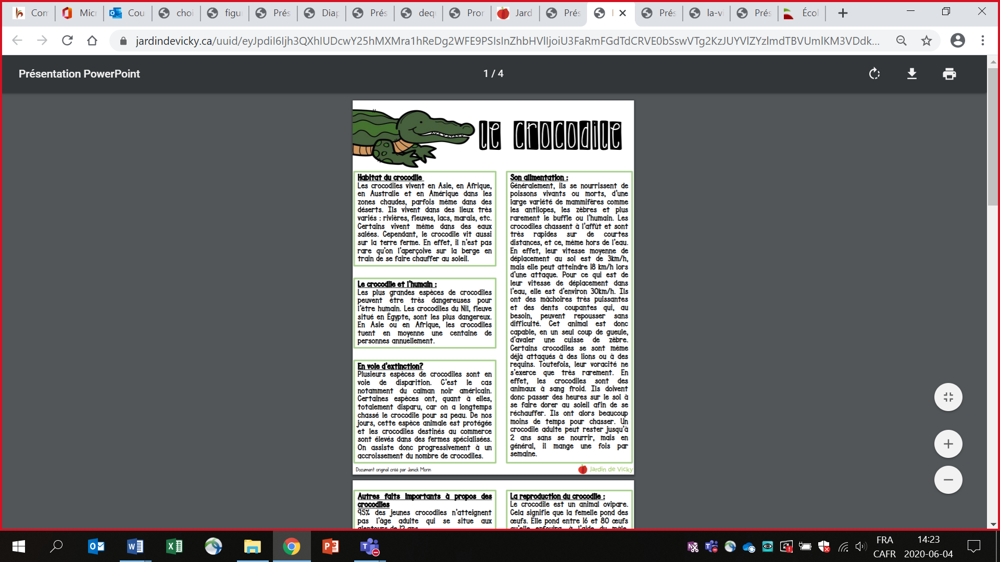 Com
Micr
Cou
choi
figu
Prés
Diap
Prés
deq
Pror
Jard
Prés
Prés
la-vi
Prés
Écol
Présentation PowerPoint
1 / 4
Le crocodile
Habitat du crocodile
Les crocodiles vivent en Asie, en Afrique,
en Australie et en Amérique dans les
zones chaudes, parfois même dans des
déserts. Ils vivent dans des lieux très
variés : rivières, fleuves, lacs, marais, etc.
Certains vivent même dans des eaux
salées. Cependant, le crocodile vit aussi
sur la terre ferme. En effet, il n'est pas
rare qu'on l'aperçoive sur la berge en
train de se faire chauffer au soleil.
Le crocodile et l'humain :
Les plus grandes espèces de crocodiles
peuvent être très dangereuses pour
l'être humain. Les crocodiles du Nil, fleuve
situé en Égypte, sont les plus dangereux.
En Asie ou en Afrique, les crocodiles
tuent en moyenne une centaine de
personnes annuellement.
En voie d'extinction?
Plusieurs espèces de crocodiles sont en
voie de disparition. C'est le cas
notamment du caïman noir américain.
Certaines espèces ont, quant à elles,
totalement disparu, car on a longtemps
chassé le crocodile pour sa peau. De nos
jours, cette espèce animale est protégée
et les crocodiles destinés au commerce
sont élevés dans des fermes spécialisées.
On assiste donc progressivement à un
accroissement du nombre de crocodiles.
Son alimentation :
Généralement, ils se nourrissent de
poissons vivants ou morts, d'une
large variété de mammifères comme
les antilopes, les zèbres et plus
rarement le buffle ou l'humain. Les
crocodiles chassent à l'affût et sont
très rapides sur de courtes
distances, et ce, même hors de l'eau.
En effet, leur vitesse moyenne de
déplacement au sol est de 3km/h,
mais elle peut atteindre 18 km/h lors
d'une attaque. Pour ce qui est de
leur vitesse de déplacement dans
l'eau, elle est d'environ 30km/h. Ils
ont des mâchoires très puissantes
et des dents coupantes qui, au
besoin, peuvent repousser sans
difficulté. Cet animal est donc
capable, en un seul coup de gueule,
d'avaler une cuisse de zèbre.
Certains crocodiles se sont même
déjà attaqués à des lions ou à des
requins. Toutefois, leur voracité ne
s'exerce que très rarement. En
effet, les crocodiles sont des
animaux à sang froid. Ils doivent
donc passer des heures sur le sol à
se faire dorer au soleil afin de se
réchauffer. Ils ont alors beaucoup
moins de temps pour chasser. Un
crocodile adulte peut rester jusqu'à
2 ans sans se nourrir, mais en
général, il mange une fois par
semaine.
Document original créé par Janick Morin
Jardin de Vicky
Autres faits importants à propos des
crocodiles
95% des jeunes crocodiles n'atteignent
pas l'âge adulte qui se situe aux
alentours de 12 ans
La reproduction du crocodile :
Le crocodile est un animal ovipare.
Cela signifie que la femelle pond des
œufs. Elle pond entre 16 et 80 œufs
qu'elle enfouira, à l'aide du mâle,
FRA
CAFR
14:23
2020-06-04